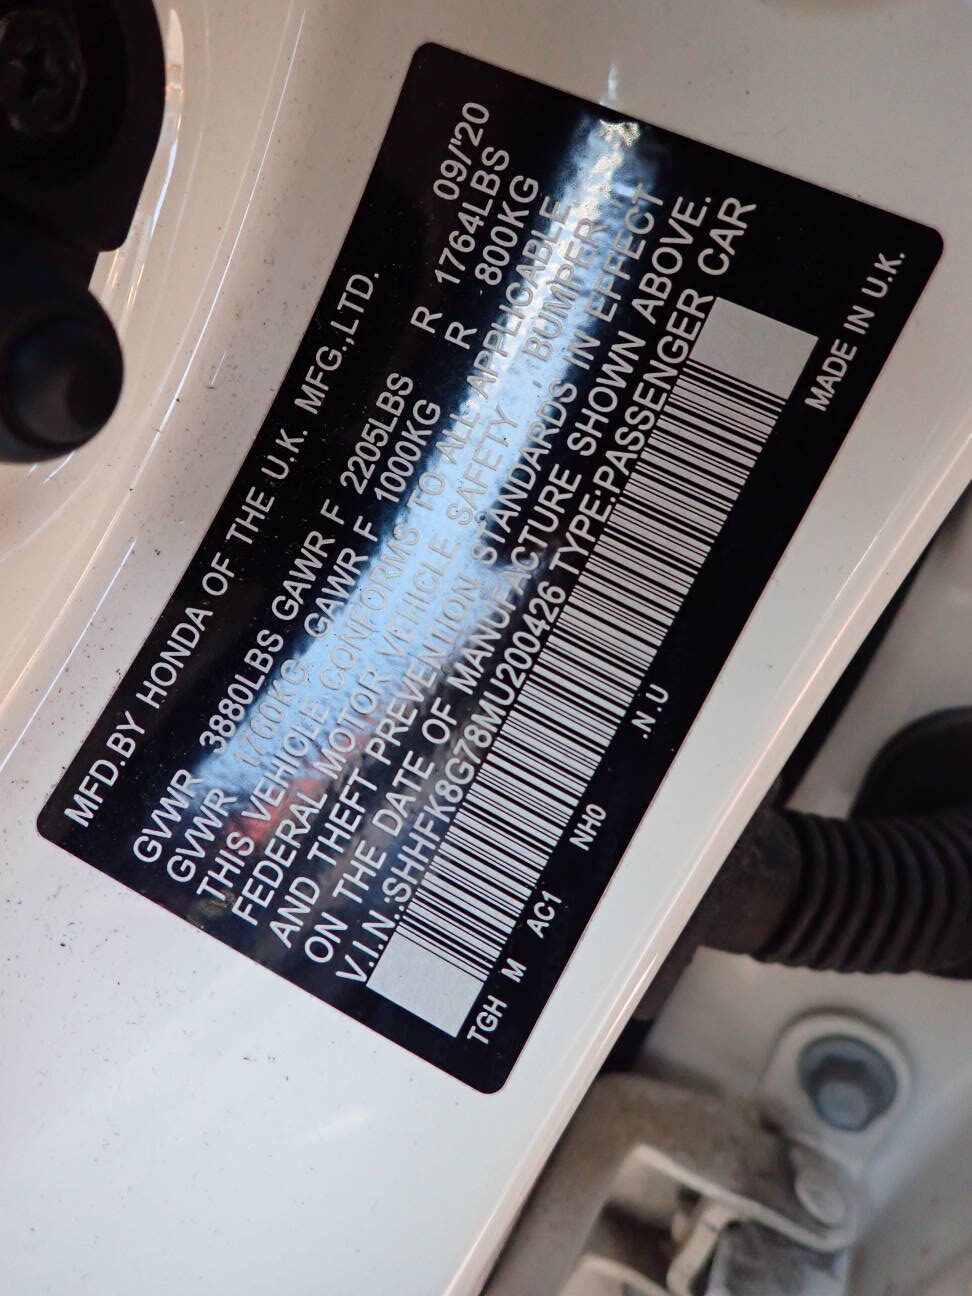 MFD.BY HONDA OF THE U.K. MFG.,LTD. 09/'20
GVWR 3880LBS GAWR F 2205LBS R 1764LBS
GVWR 1760KG GAWR F 1000KG R 800KG
THIS VEHICLE CONFORMS TO ALL APPLICABLE
FEDERAL MOTOR VEHICLE SAFETY, BUMPER,
AND THEFT PREVENTION STANDARDS IN EFFECT
ON THE DATE OF MANUFACTURE SHOWN ABOVE.
V.I.N.:SHHFK8G78MU200426 TYPE:PASSENGER CAR
TGH M AC1 NH0 .N.U MADE IN U.K.